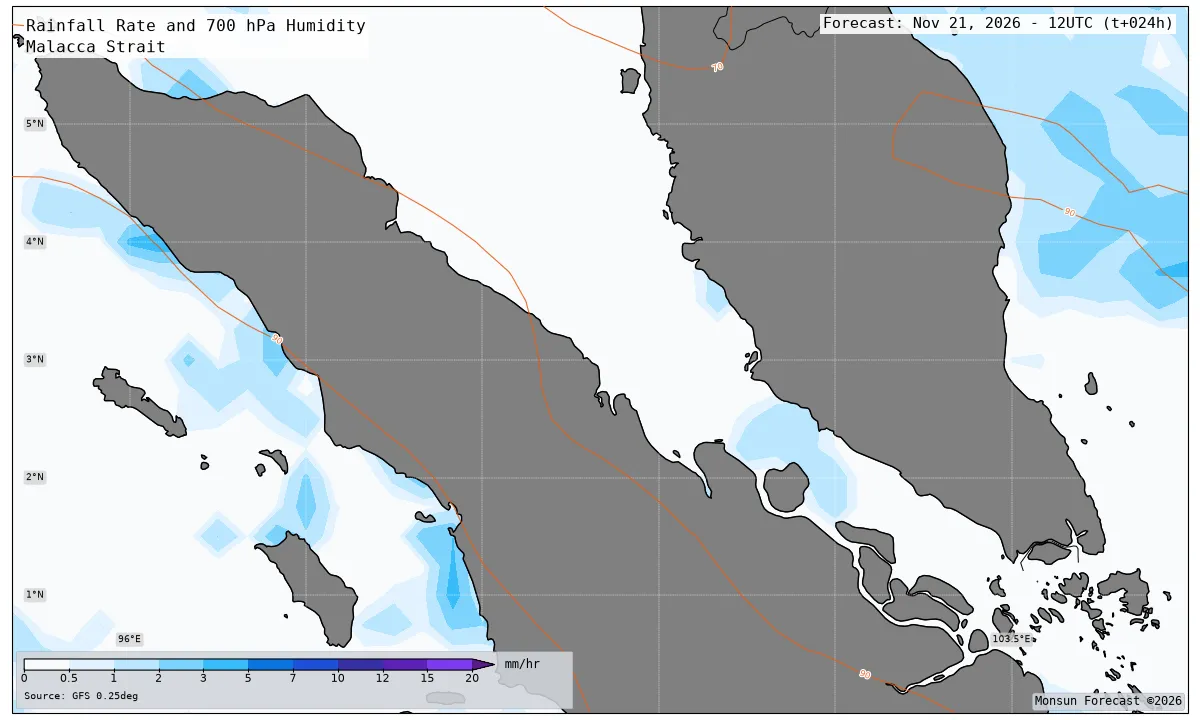 Rainfall Rate and 700 hPa Humidity
Malacca Strait
Forecast: Nov 21, 2026 - 12UTC (t+024h)
70
5°N
90
4°N
90
3°N
2°N
1°N
96°E
103.5°E
90
mm/hr
0 0.5 1 2 3 5 7 10 12 15 20
Source: GFS 0.25deg
Monsun Forecast ©2026